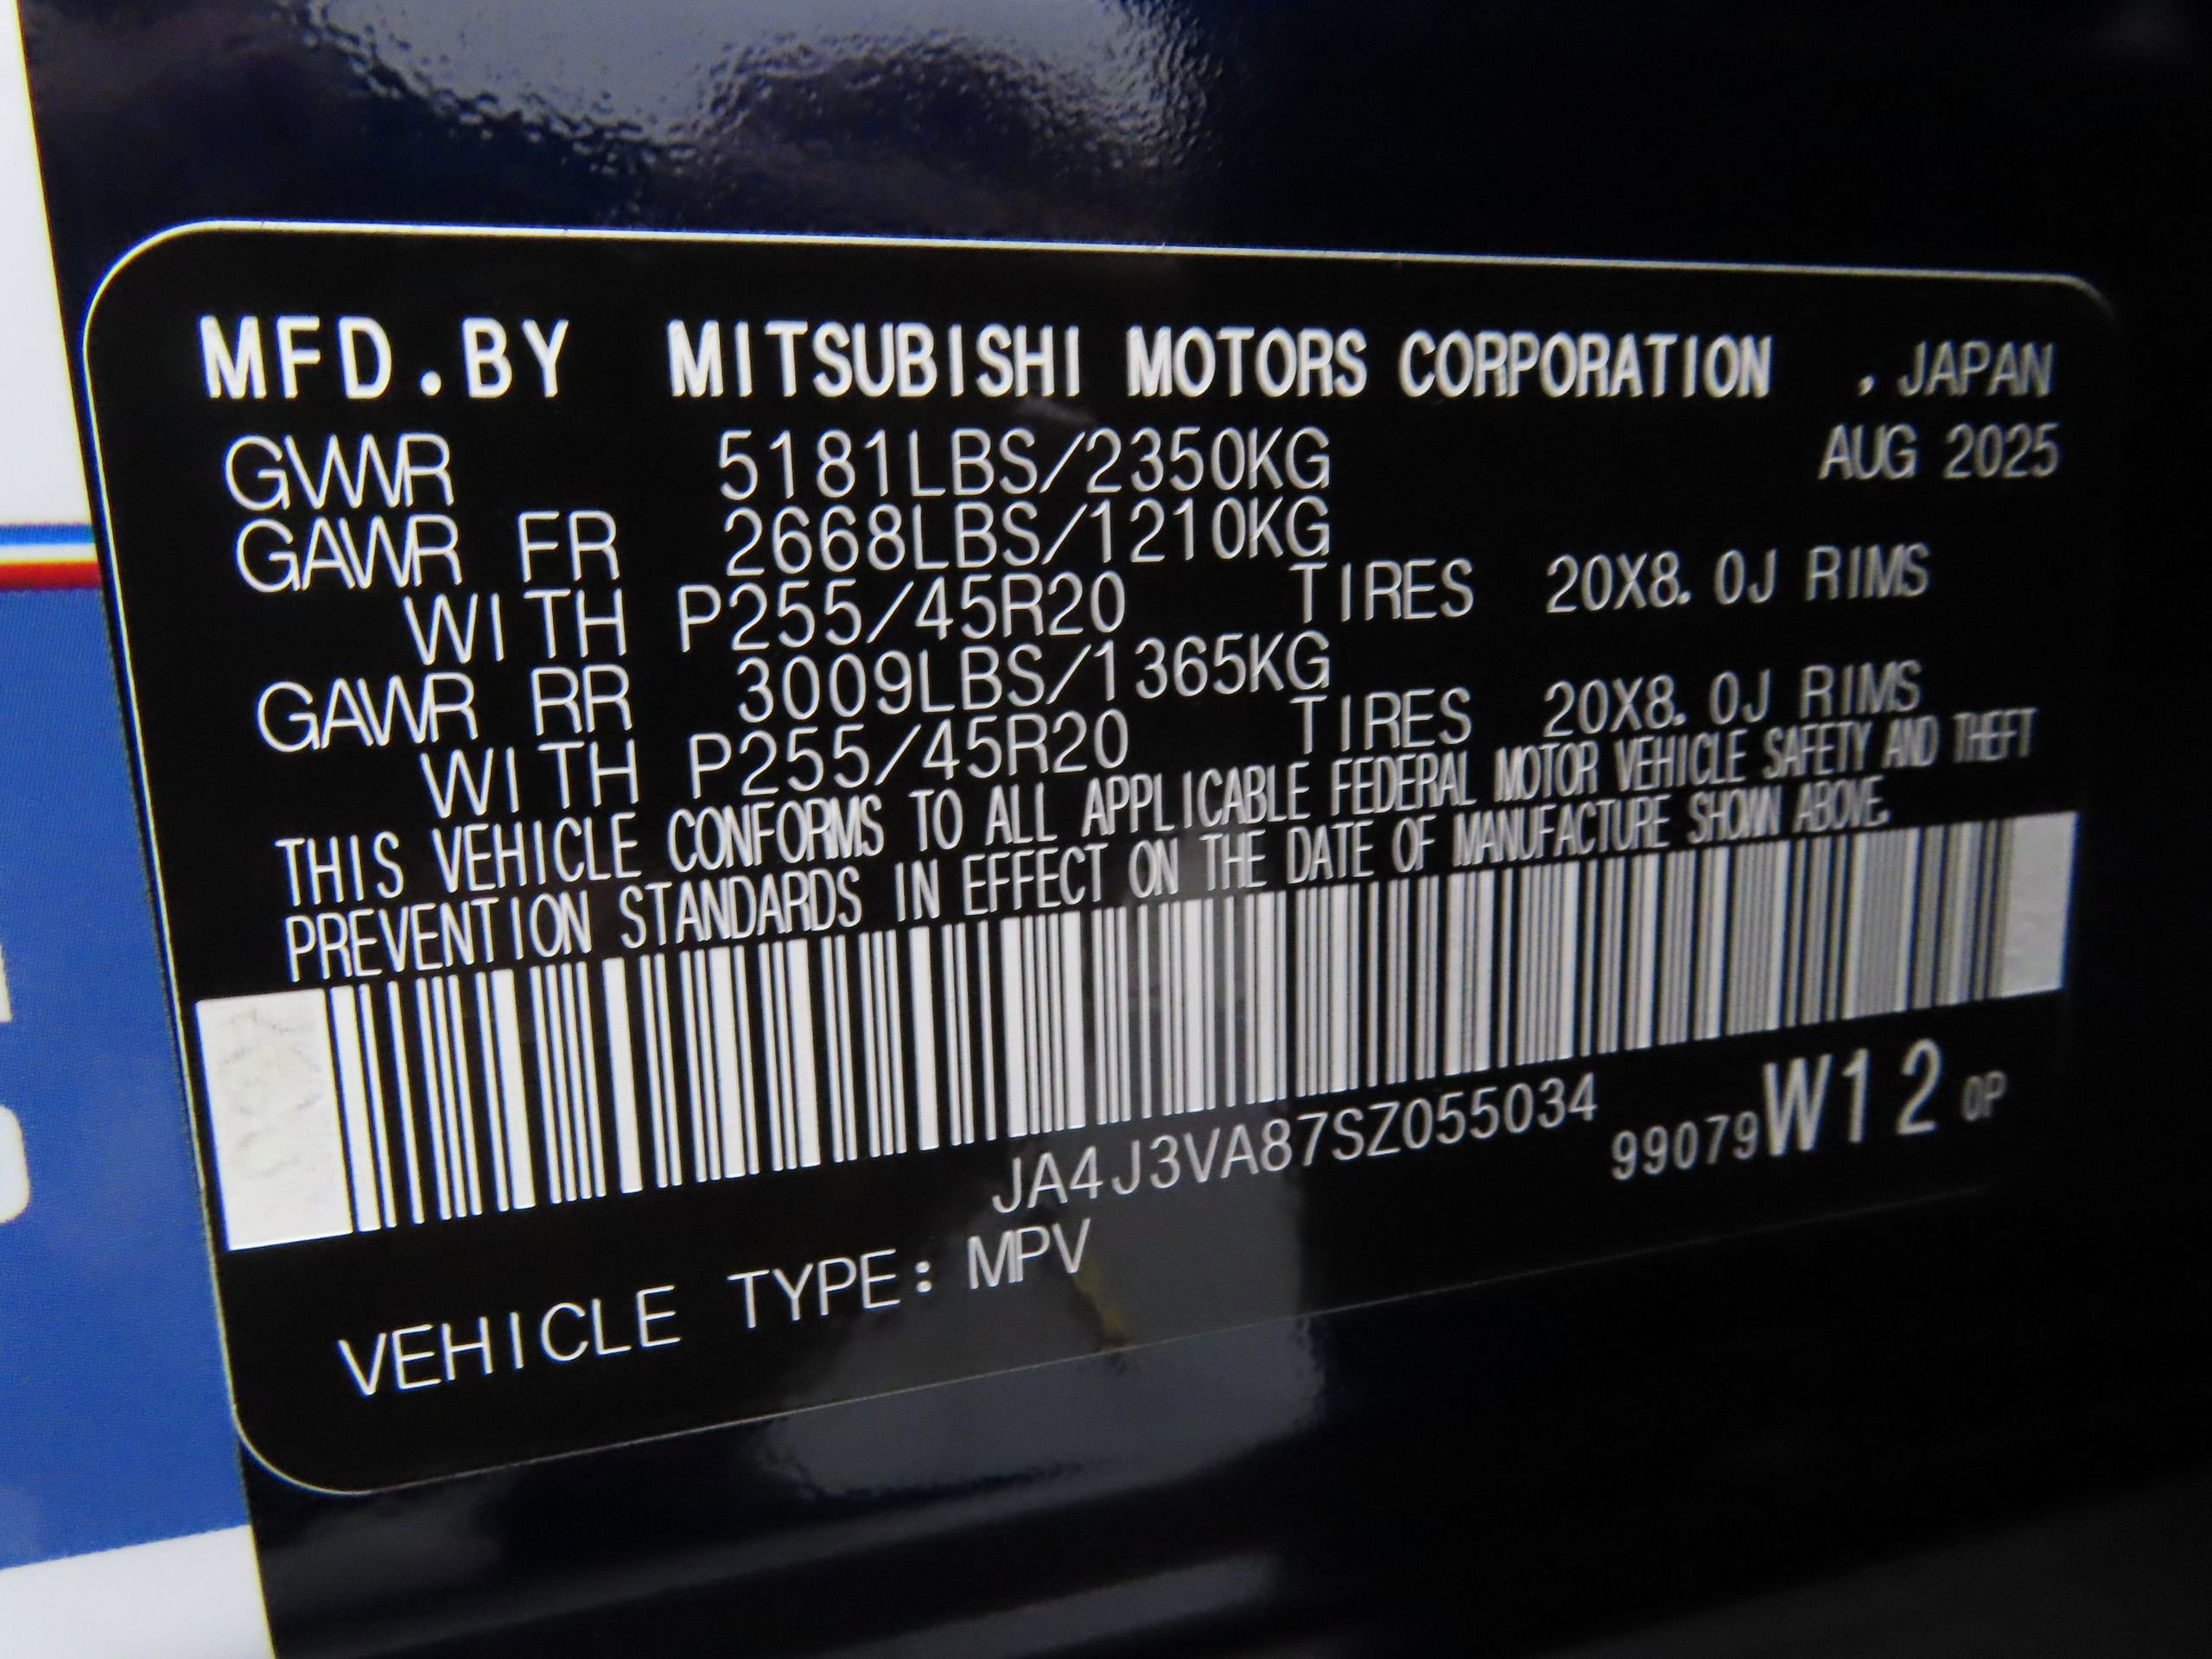 MFD.BY MITSUBISHI MOTORS CORPORATION , JAPAN
GVWR 5181LBS/2350KG AUG 2025
GAWR FR 2668LBS/1210KG
WITH P255/45R20 TIRES 20X8.0J RIMS
GAWR RR 3009LBS/1365KG
WITH P255/45R20 TIRES 20X8.0J RIMS
THIS VEHICLE CONFORMS TO ALL APPLICABLE FEDERAL MOTOR VEHICLE SAFETY AND THEFT
PREVENTION STANDARDS IN EFFECT ON THE DATE OF MANUFACTURE SHOWN ABOVE.
JA4J3VA87SZ055034 99079W12 0P
VEHICLE TYPE: MPV